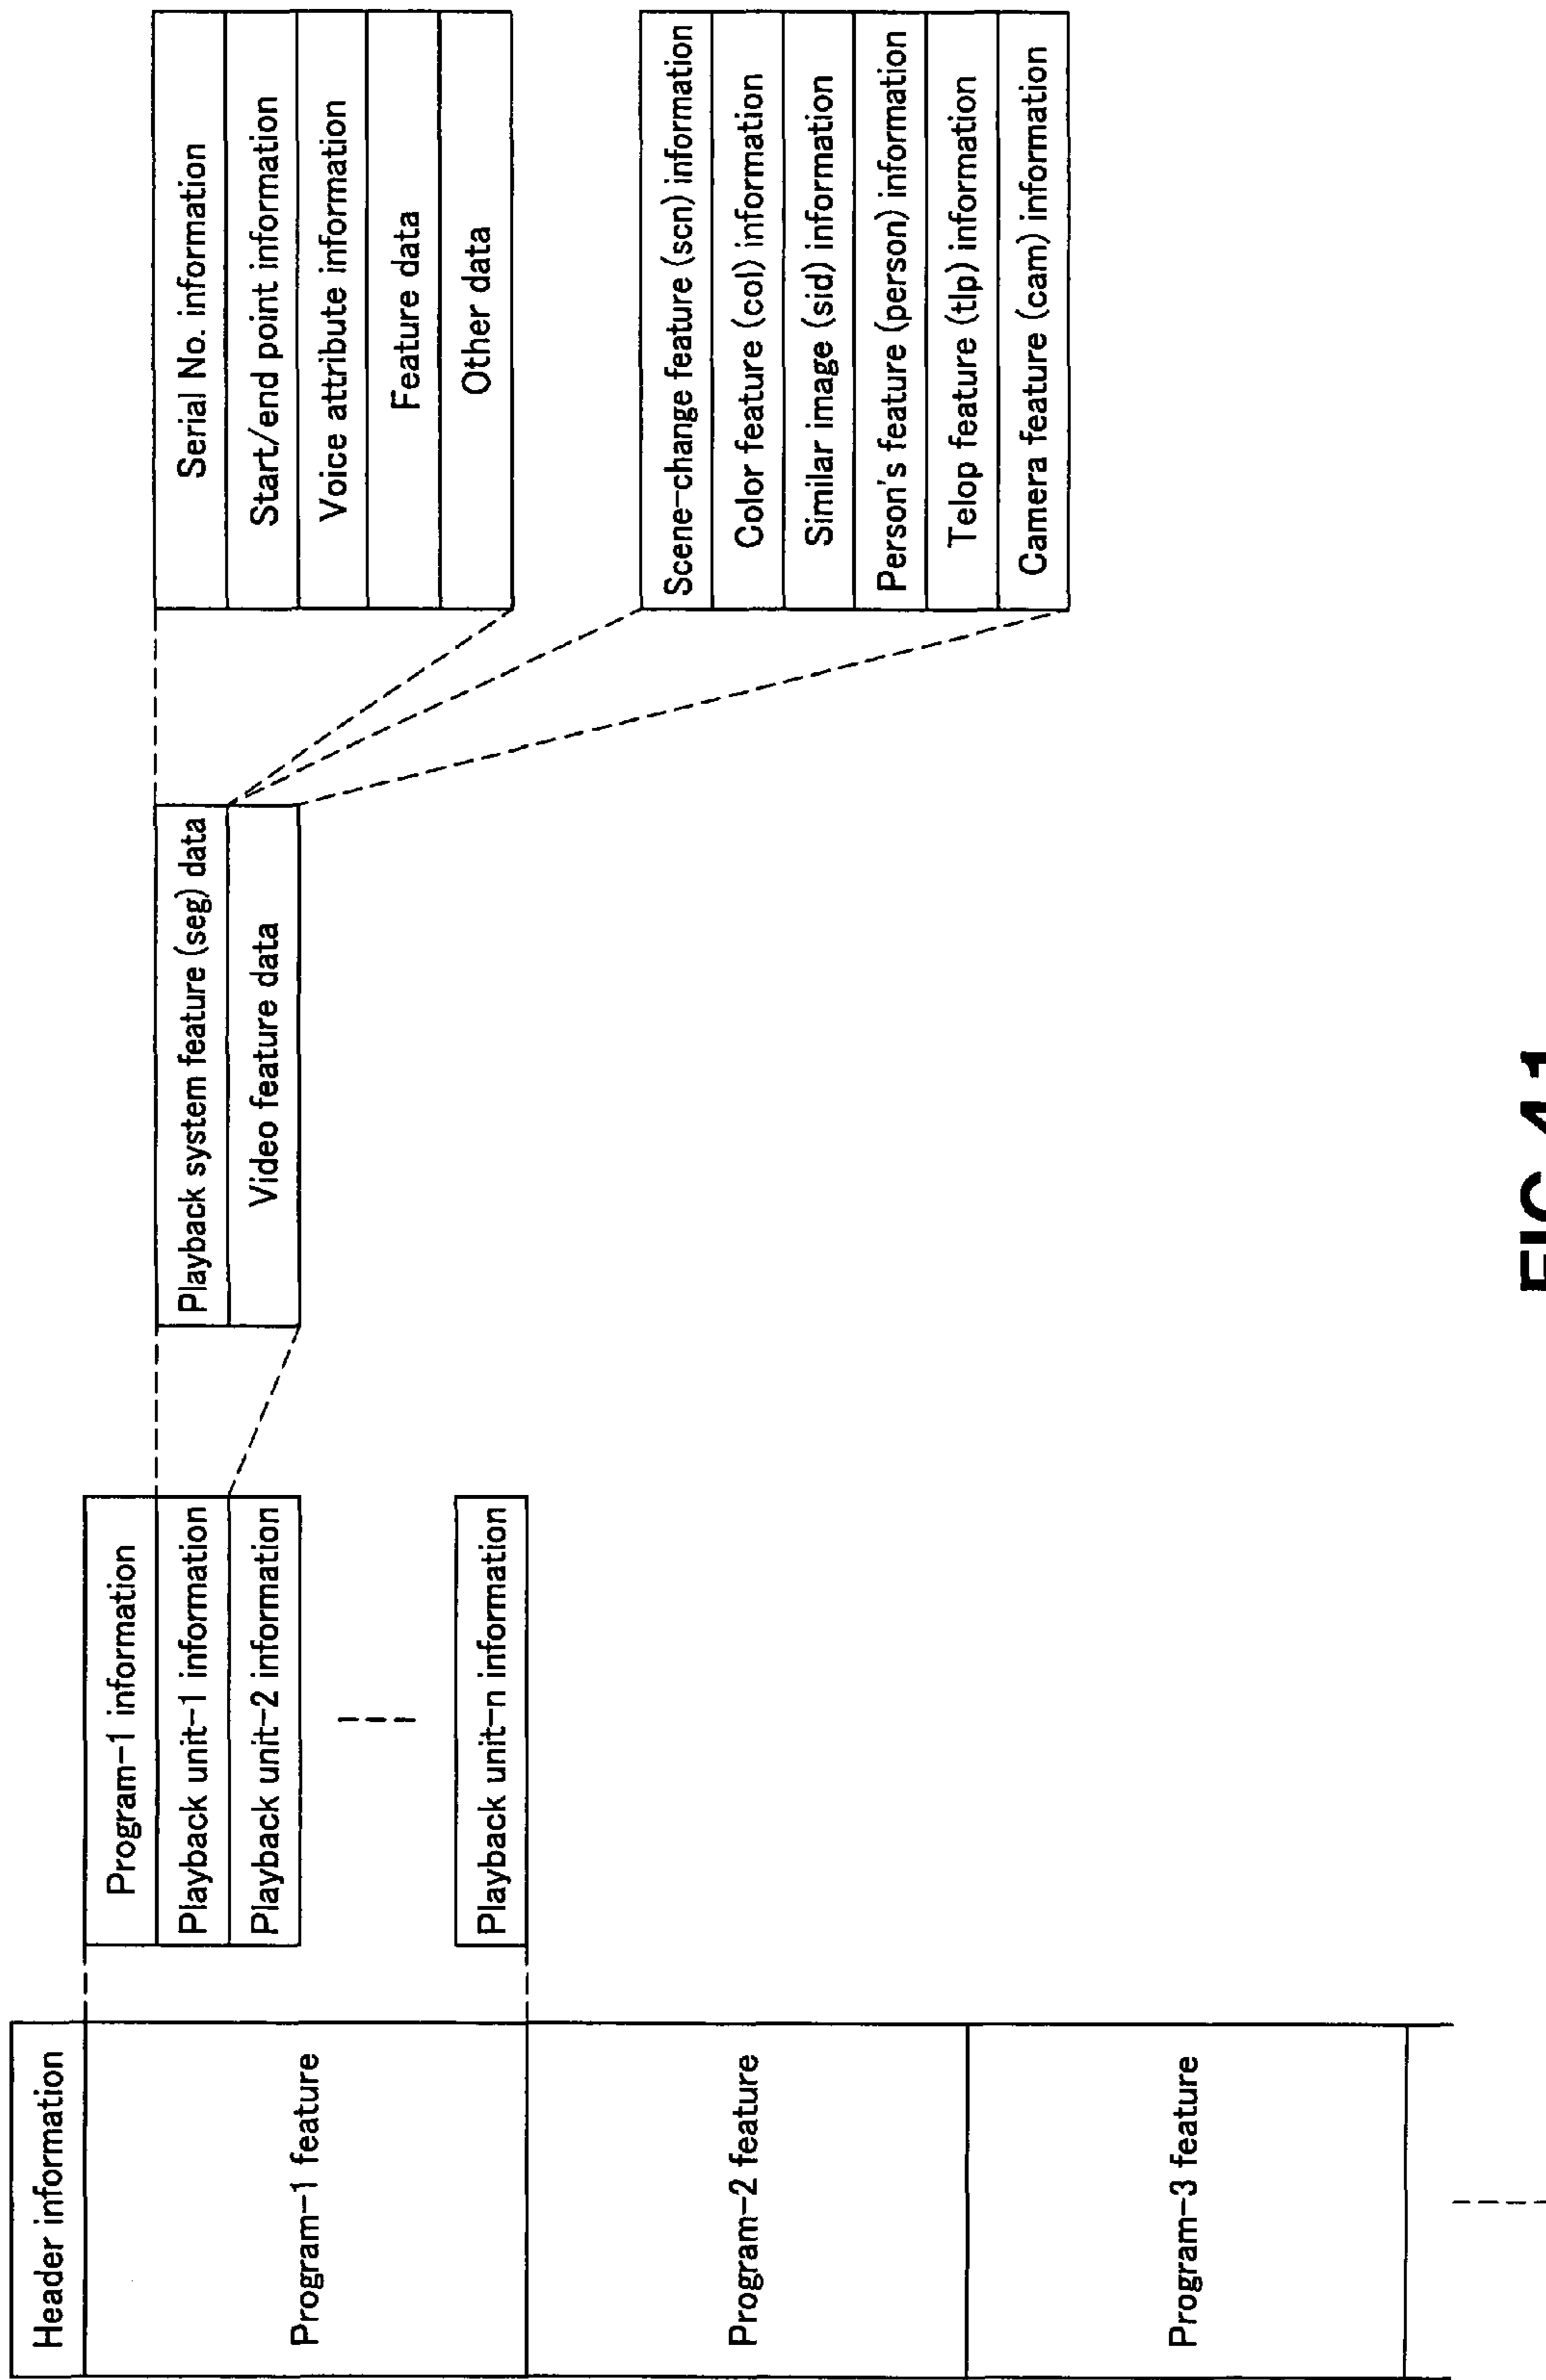 Header information
Program-1 feature
Program-2 feature
Program-3 feature
Program-1 information
Playback unit-1 information
Playback unit-2 information
Playback unit-n information
Playback system feature (seg) data
Video feature data
Serial No. information
Start/end point information
Voice attribute information
Feature data
Other data
Scene-change feature (scn) information
Color feature (col) information
Similar image (sid) information
Person's feature (person) information
Telop feature (tlp) information
Camera feature (cam) information